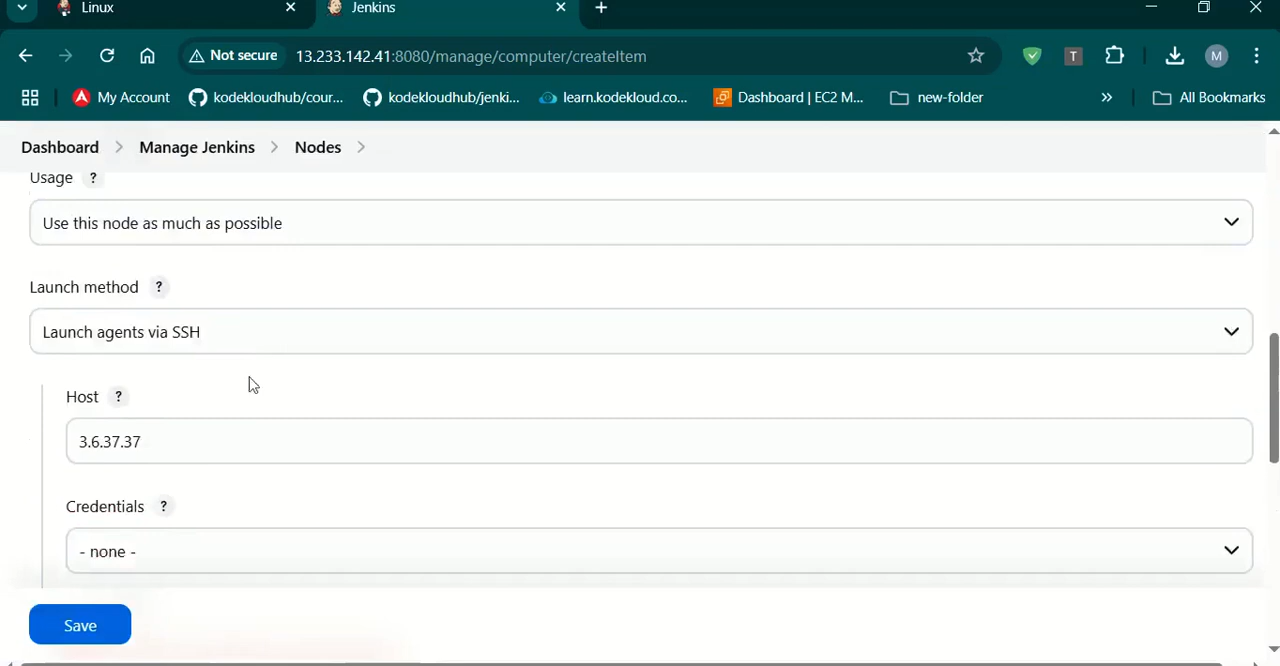 Linux
Jenkins
Not secure
13.233.142.41:8080/manage/computer/createItem
T
M
My Account
kodekloudhub/cour...
kodekloudhub/jenki...
learn.kodekloud.co...
Dashboard | EC2 M...
new-folder
»
All Bookmarks
Dashboard > Manage Jenkins > Nodes >
Usage ?
Use this node as much as possible
Launch method ?
Launch agents via SSH
Host ?
3.6.37.37
Credentials ?
- none -
Save